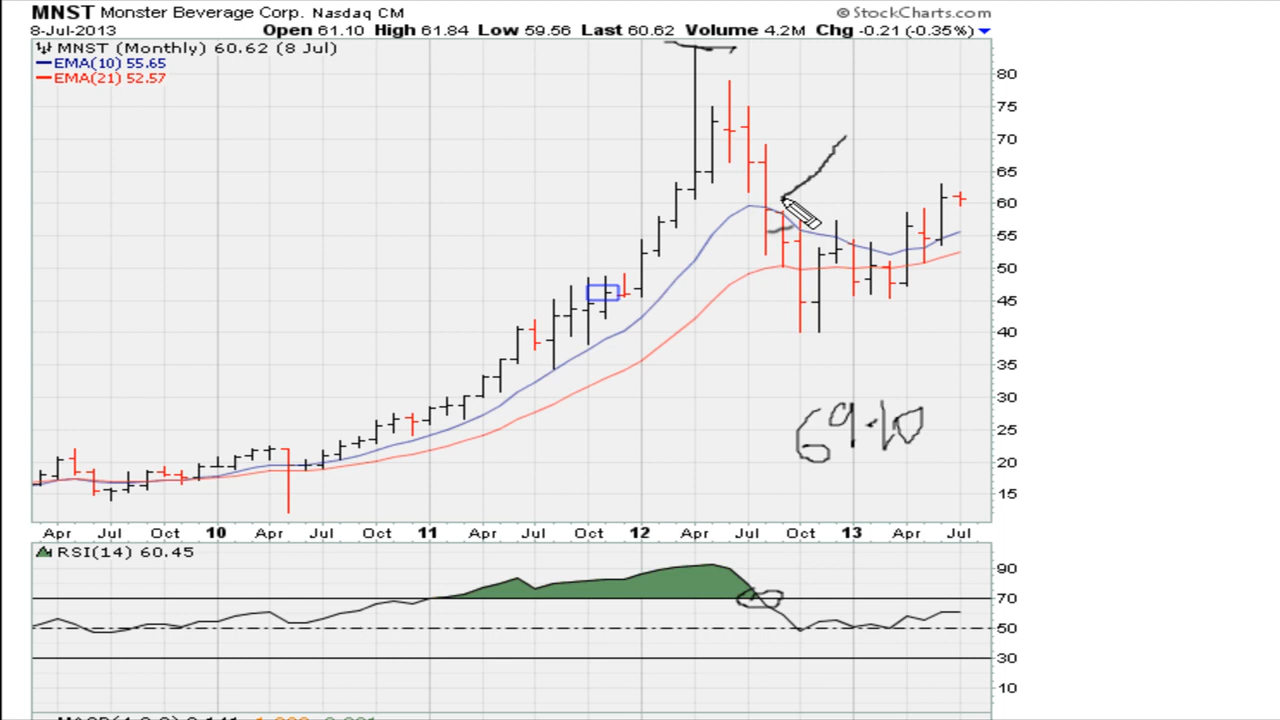 MNST Monster Beverage Corp. Nasdaq CM
© StockCharts.com
8-Jul-2013
Open 61.10 High 61.84 Low 59.56 Last 60.62 Volume 4.2M Chg -0.21 (-0.35%)
MNST (Monthly) 60.62 (8 Jul)
EMA(10) 55.65
EMA(21) 52.57
80
75
70
65
60
55
50
45
40
35
30
25
20
15
69.10
Apr Jul Oct 10 Apr Jul Oct 11 Apr Jul Oct 12 Apr Jul Oct 13 Apr Jul
RSI(14) 60.45
90
70
50
30
10